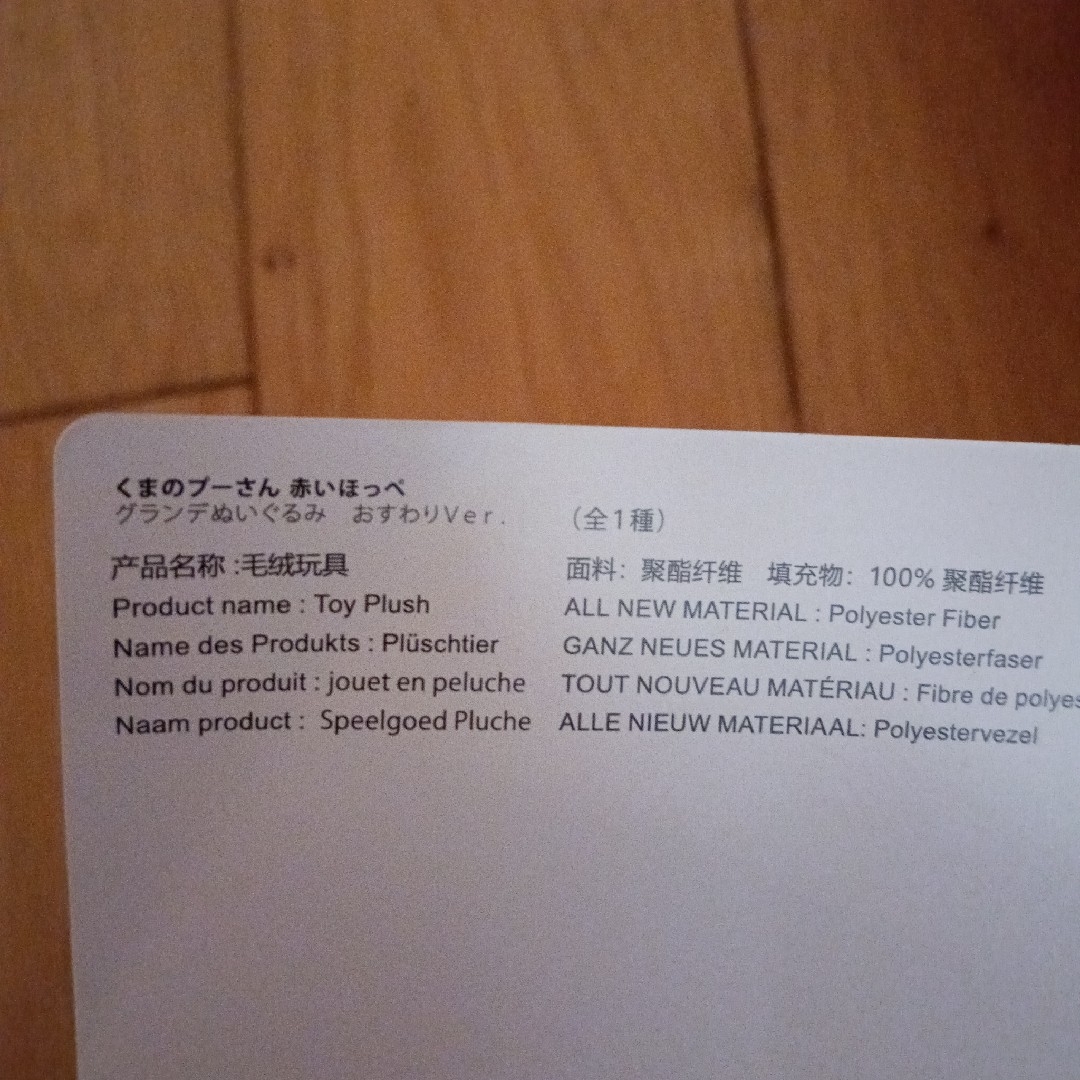 くまのプーさん 赤いほっぺ
グランデぬいぐるみ　おすわりVer.　（全1種）
产品名称:毛绒玩具
Product name : Toy Plush
Name des Produkts : Plüschtier
Nom du produit : jouet en peluche
Naam product : Speelgoed Pluche
面料: 聚酯纤维　填充物: 100% 聚酯纤维
ALL NEW MATERIAL : Polyester Fiber
GANZ NEUES MATERIAL : Polyesterfaser
TOUT NOUVEAU MATÉRIAU : Fibre de
ALLE NIEUW MATERIAAL: Polyestervezel